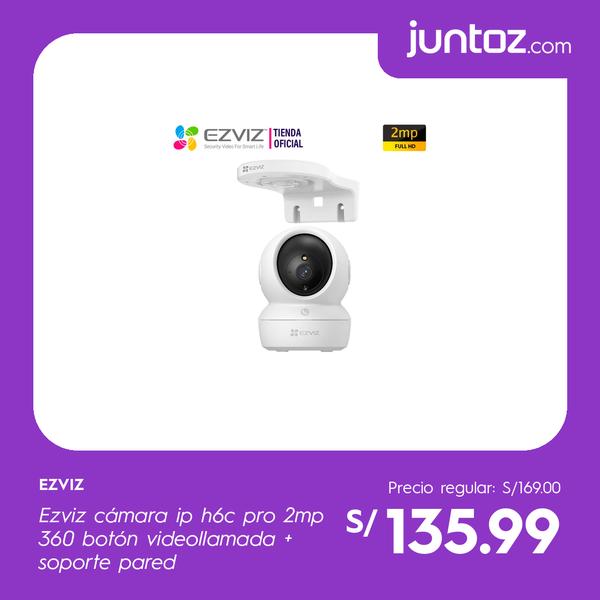 juntoz.com
EZVIZ
Security Video For Smart Life
TIENDA
OFICIAL
2mp
FULL HD
EZVIZ
EZVIZ
EZVIZ
Ezviz cámara ip h6c pro 2mp
360 botón videollamada +
soporte pared
Precio regular: S/169.00
S/135.99